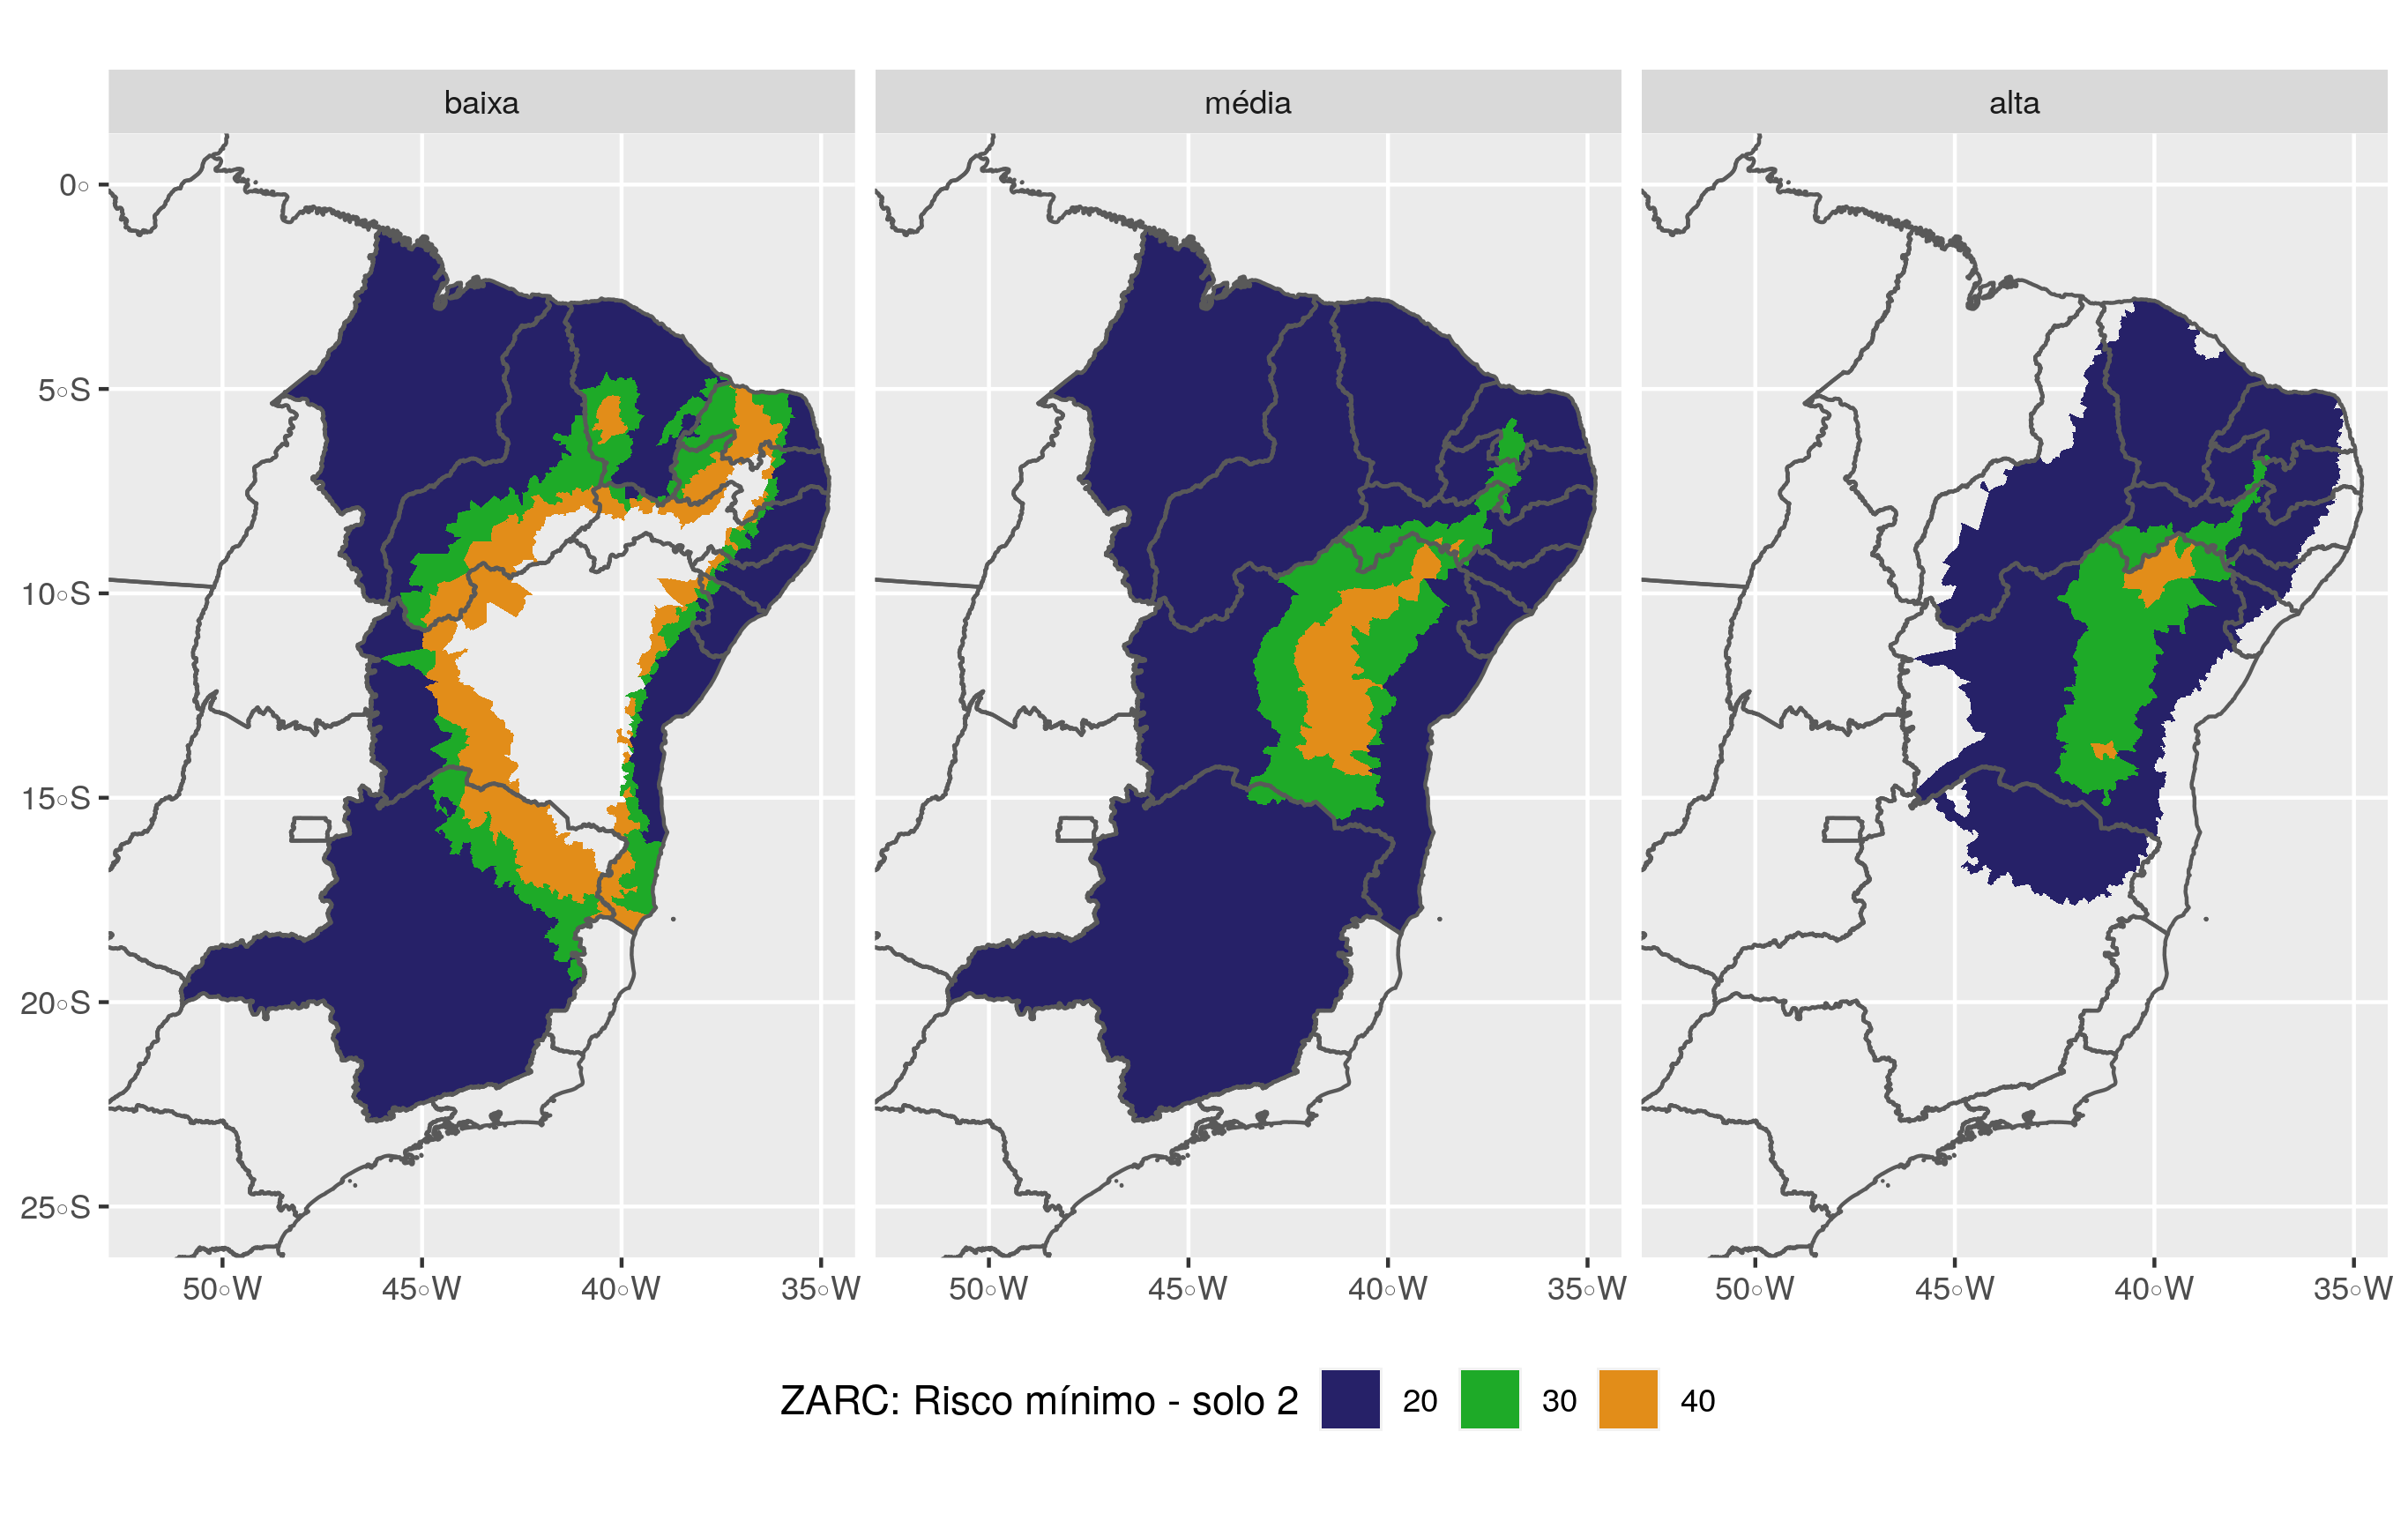 baixa
média
alta
0◦
5◦S
10◦S
15◦S
20◦S
25◦S
50◦W 45◦W 40◦W 35◦W 50◦W 45◦W 40◦W 35◦W 50◦W 45◦W 40◦W 35◦W
ZARC: Risco mínimo - solo 2 20 30 40